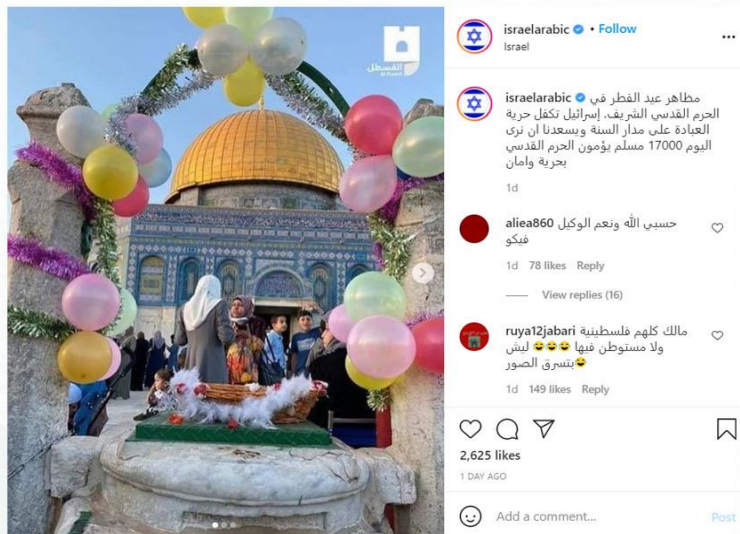 القسطل
israelarabic • Follow
Israel
israelarabic مظاهر عيد الفطر في
الحرم القدسي الشريف. إسرائيل تكفل حرية
العبادة على مدار السنة ويسعدنا ان نرى
اليوم 17000 مسلم يؤمون الحرم القدسي
بحرية وامان
1d
aliea860 حسبي الله ونعم الوكيل
فيكو
1d 78 likes Reply
View replies (16)
ruya12jabari مالك كلهم فلسطينية
ولا مستوطن فيها 😂😂😂 ليش
بتسرق الصور😂
1d 149 likes Reply
2,625 likes
1 DAY AGO
Add a comment...
Post